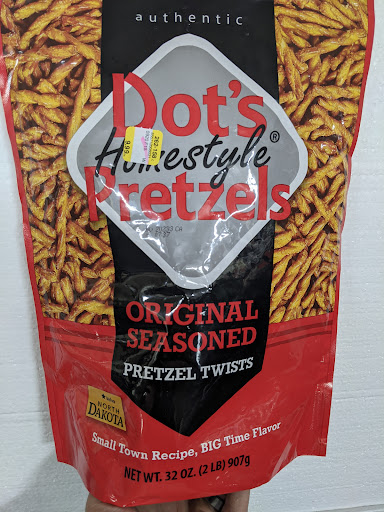 authentic
Dot's
Homestyle®
Pretzels
ORIGINAL
SEASONED
PRETZEL TWISTS
NORTH
DAKOTA
Small Town Recipe, BIG Time Flavor
NET WT. 32 OZ. (2 LB) 907g